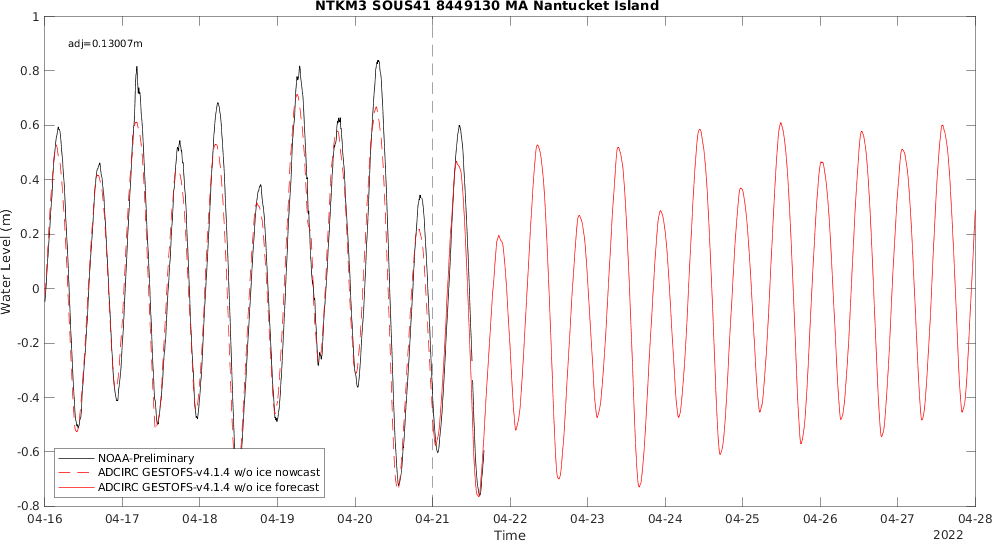 NTKM3 SOUS41 8449130 MA Nantucket Island
adj=0.13007m
1
0.8
0.6
0.4
0.2
0
-0.2
-0.4
-0.6
-0.8
Water Level (m)
NOAA-Preliminary
ADCIRC GESTOFS-v4.1.4 w/o ice nowcast
ADCIRC GESTOFS-v4.1.4 w/o ice forecast
04-16 04-17 04-18 04-19 04-20 04-21 04-22 04-23 04-24 04-25 04-26 04-27 04-28
Time
2022